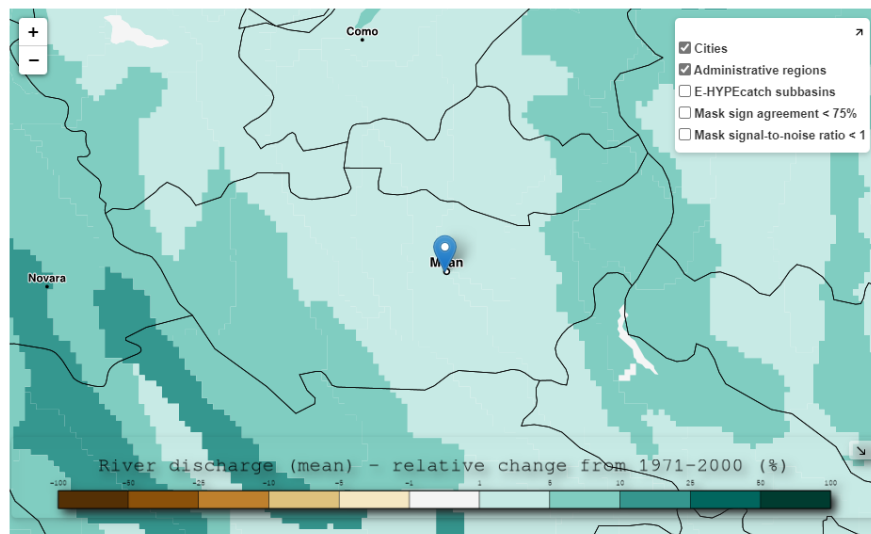 +
−
Como
Cities
Administrative regions
E-HYPEcatch subbasins
Mask sign agreement < 75%
Mask signal-to-noise ratio < 1
Milan
Novara
River discharge (mean) - relative change from 1971-2000 (%)
-100 -50 -25 -10 -5 -1 1 5 10 25 50 100